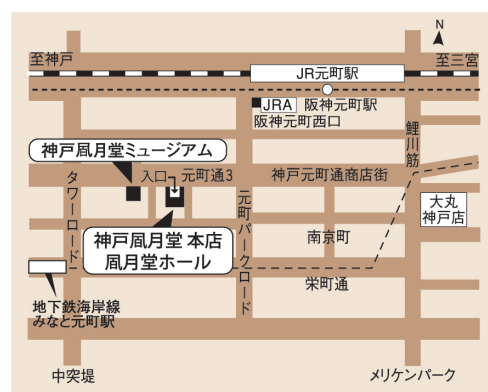 N
至神戸
JR元町駅
至三宮
JRA
阪神元町駅
阪神元町西口
鯉川筋
神戸凮月堂ミュージアム
入口
元町通3
神戸元町通商店街
タワーロード
元町パークロード
大丸
神戸店
神戸凮月堂 本店
凮月堂ホール
南京町
栄町通
地下鉄海岸線
みなと元町駅
中突堤
メリケンパーク